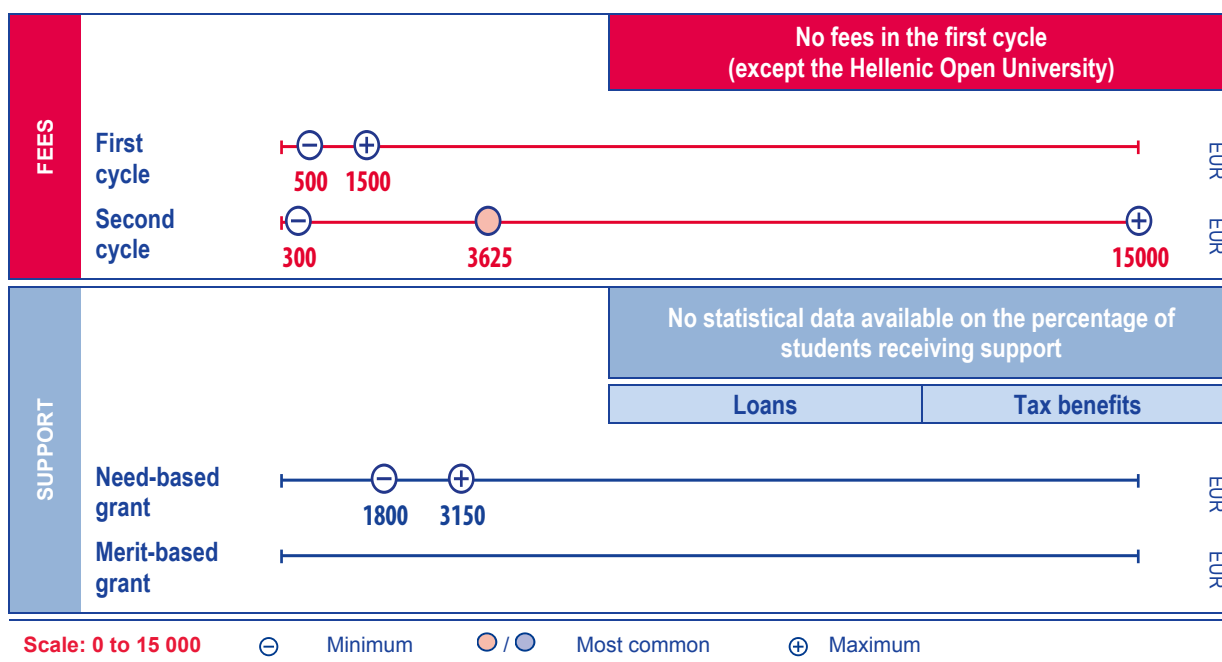 No fees in the first cycle
(except the Hellenic Open University)
FEES
First
cycle
500 1500
EUR
Second
cycle
300 3625 15000
EUR
No statistical data available on the percentage of
students receiving support
Loans Tax benefits
SUPPORT
Need-based
grant
1800 3150
EUR
Merit-based
grant
EUR
Scale: 0 to 15 000 Minimum / Most common Maximum